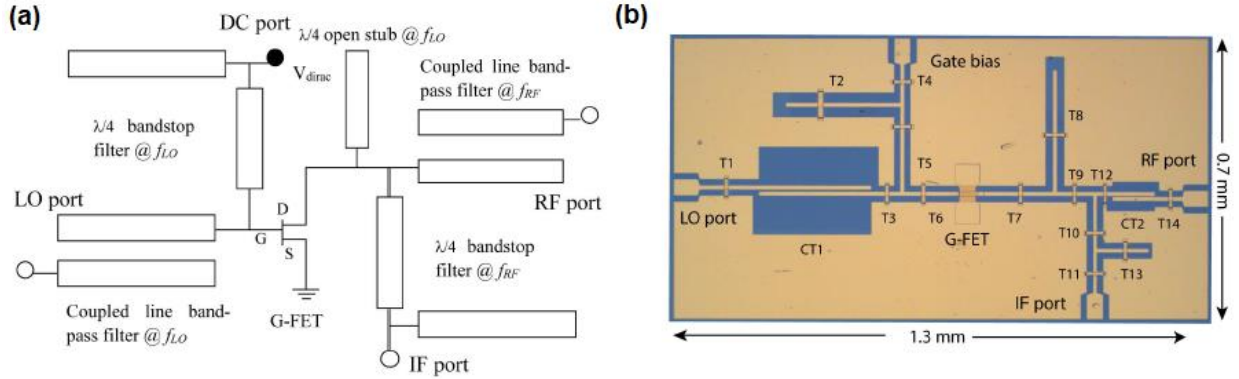 (a)
DC port
λ/4 open stub @ fLO
Vdirac
Coupled line band-
pass filter @ fRF
λ/4 bandstop
filter @ fLO
LO port
RF port
D
G
S
λ/4 bandstop
filter @ fRF
G-FET
Coupled line band-
pass filter @ fLO
IF port
(b)
Gate bias
T2
T4
T8
T1
T5
RF port
T9 T12
LO port
T3
T6
T7
CT2
T14
G-FET
T10
CT1
T11
T13
IF port
1.3 mm
0.7 mm